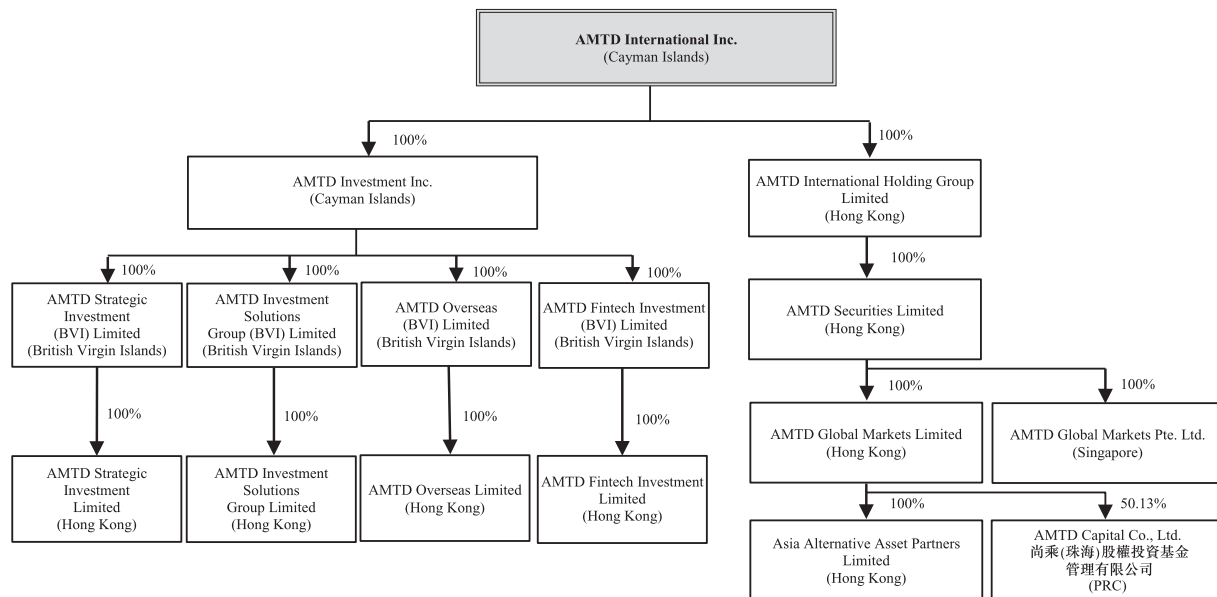 AMTD International Inc.
(Cayman Islands)
100%
100%
AMTD Investment Inc.
(Cayman Islands)
AMTD International Holding Group
Limited
(Hong Kong)
100%
100%
100%
100%
100%
AMTD Strategic
Investment
(BVI) Limited
(British Virgin Islands)
AMTD Investment
Solutions
Group (BVI) Limited
(British Virgin Islands)
AMTD Overseas
(BVI) Limited
(British Virgin Islands)
AMTD Fintech Investment
(BVI) Limited
(British Virgin Islands)
AMTD Securities Limited
(Hong Kong)
100%
100%
100%
100%
100%
100%
AMTD Strategic
Investment
Limited
(Hong Kong)
AMTD Investment
Solutions
Group Limited
(Hong Kong)
AMTD Overseas Limited
(Hong Kong)
AMTD Fintech Investment
Limited
(Hong Kong)
AMTD Global Markets Limited
(Hong Kong)
AMTD Global Markets Pte. Ltd.
(Singapore)
100%
50.13%
Asia Alternative Asset Partners
Limited
(Hong Kong)
AMTD Capital Co., Ltd.
尚乘(珠海)股權投資基金
管理有限公司
(PRC)